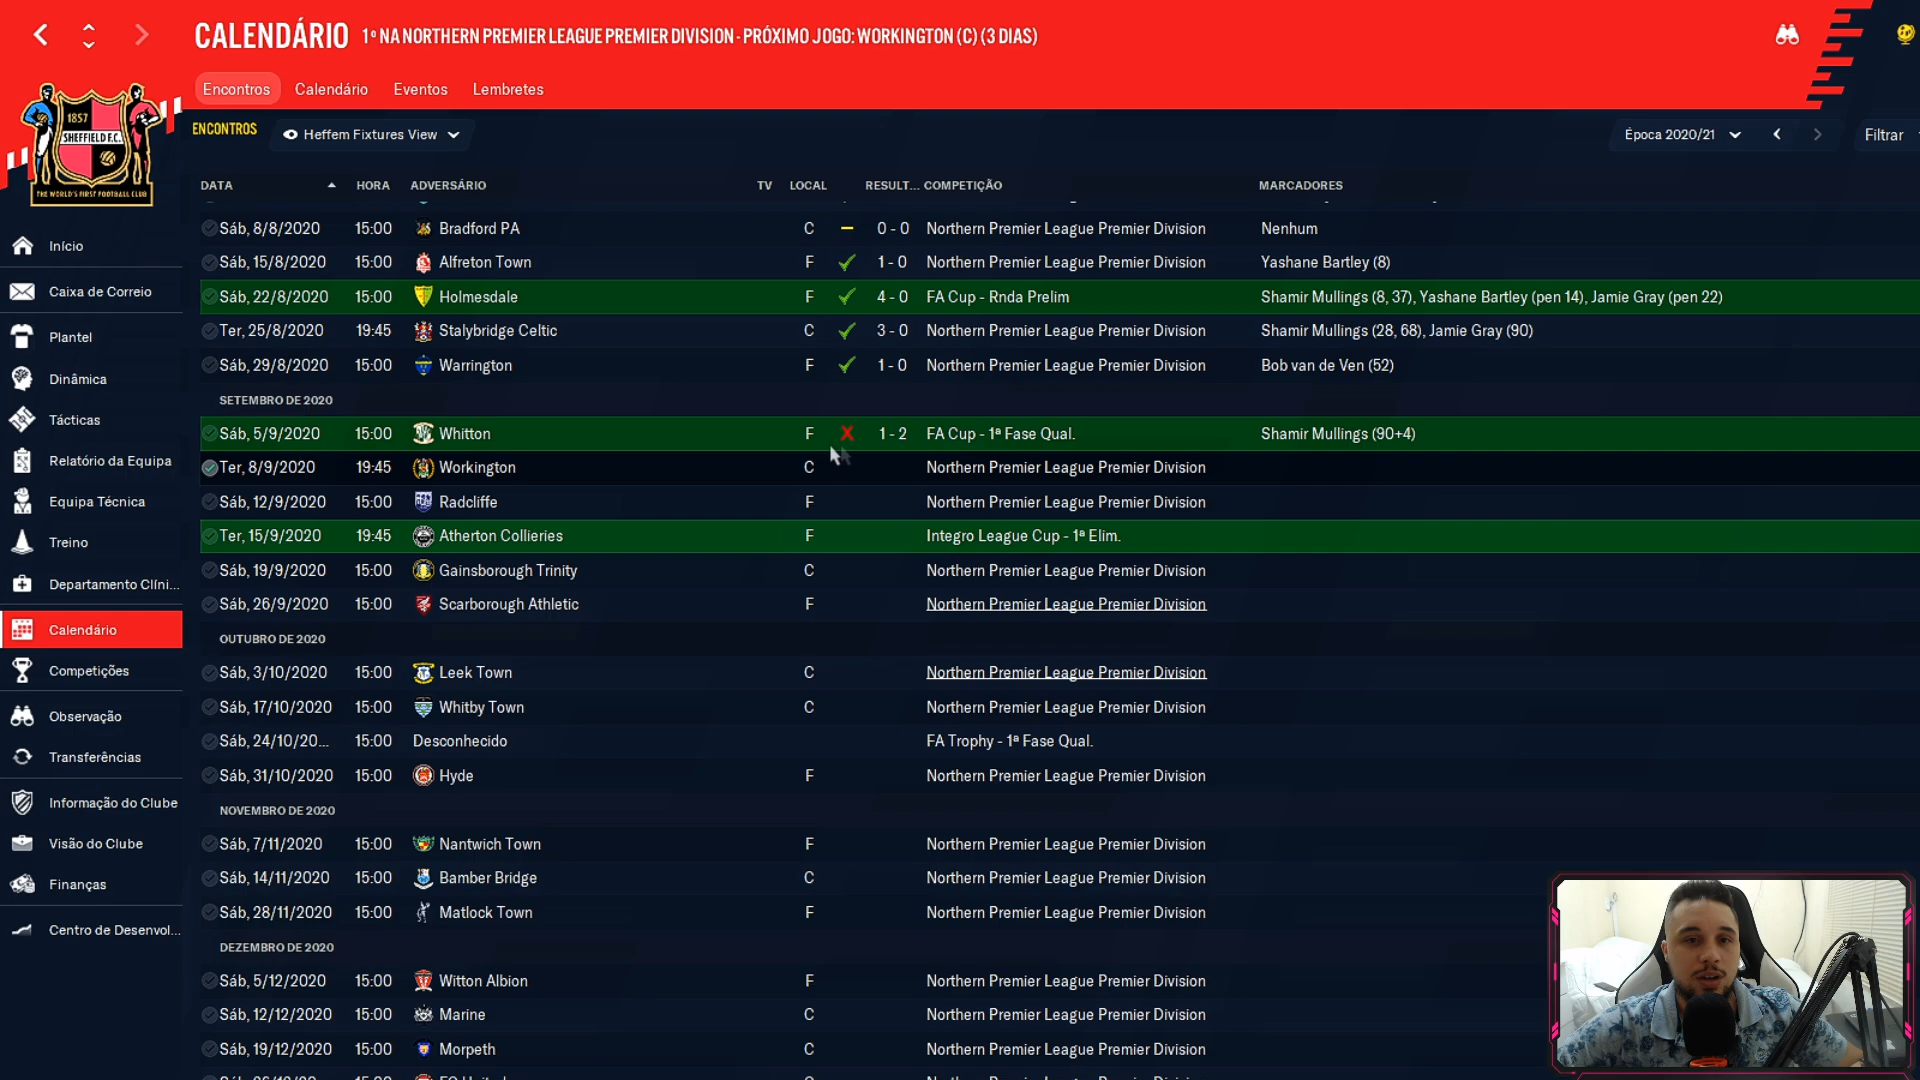 CALENDÁRIO 1º NA NORTHERN PREMIER LEAGUE PREMIER DIVISION - PRÓXIMO JOGO: WORKINGTON (C) (3 DIAS)
Encontros Calendário Eventos Lembretes
1857
SHEFFIELD F.C.
THE WORLD'S FIRST FOOTBALL CLUB
ENCONTROS Heffem Fixtures View Época 2020/21 Filtrar
DATA HORA ADVERSÁRIO TV LOCAL RESULT... COMPETIÇÃO MARCADORES
Sáb, 8/8/2020 15:00 Bradford PA C 0 - 0 Northern Premier League Premier Division Nenhum
Sáb, 15/8/2020 15:00 Alfreton Town F 1 - 0 Northern Premier League Premier Division Yashane Bartley (8)
Sáb, 22/8/2020 15:00 Holmesdale F 4 - 0 FA Cup - Rnda Prelim Shamir Mullings (8, 37), Yashane Bartley (pen 14), Jamie Gray (pen 22)
Ter, 25/8/2020 19:45 Stalybridge Celtic C 3 - 0 Northern Premier League Premier Division Shamir Mullings (28, 68), Jamie Gray (90)
Sáb, 29/8/2020 15:00 Warrington F 1 - 0 Northern Premier League Premier Division Bob van de Ven (52)
SETEMBRO DE 2020
Sáb, 5/9/2020 15:00 Whitton F 1 - 2 FA Cup - 1ª Fase Qual. Shamir Mullings (90+4)
Ter, 8/9/2020 19:45 Workington C Northern Premier League Premier Division
Sáb, 12/9/2020 15:00 Radcliffe F Northern Premier League Premier Division
Ter, 15/9/2020 19:45 Atherton Collieries F Integro League Cup - 1ª Elim.
Sáb, 19/9/2020 15:00 Gainsborough Trinity C Northern Premier League Premier Division
Sáb, 26/9/2020 15:00 Scarborough Athletic F Northern Premier League Premier Division
OUTUBRO DE 2020
Sáb, 3/10/2020 15:00 Leek Town C Northern Premier League Premier Division
Sáb, 17/10/2020 15:00 Whitby Town C Northern Premier League Premier Division
Sáb, 24/10/20... 15:00 Desconhecido FA Trophy - 1ª Fase Qual.
Sáb, 31/10/2020 15:00 Hyde F Northern Premier League Premier Division
NOVEMBRO DE 2020
Sáb, 7/11/2020 15:00 Nantwich Town F Northern Premier League Premier Division
Sáb, 14/11/2020 15:00 Bamber Bridge C Northern Premier League Premier Division
Sáb, 28/11/2020 15:00 Matlock Town F Northern Premier League Premier Division
DEZEMBRO DE 2020
Sáb, 5/12/2020 15:00 Witton Albion F Northern Premier League Premier Division
Sáb, 12/12/2020 15:00 Marine C Northern Premier League Premier Division
Sáb, 19/12/2020 15:00 Morpeth C Northern Premier League Premier Division
Início
Caixa de Correio
Plantel
Dinâmica
Tácticas
Relatório da Equipa
Equipa Técnica
Treino
Departamento Clíni...
Calendário
Competições
Observação
Transferências
Informação do Clube
Visão do Clube
Finanças
Centro de Desenvol...